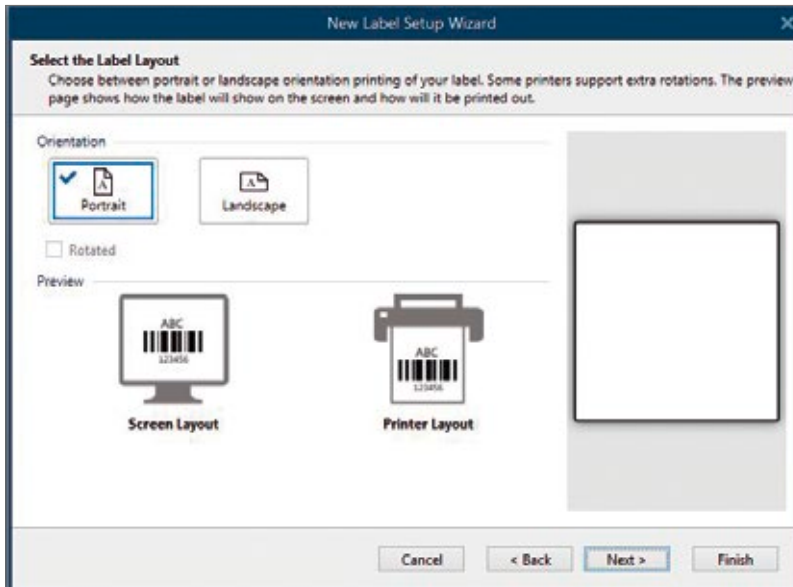 New Label Setup Wizard
Select the Label Layout
Choose between portrait or landscape orientation printing of your label. Some printers support extra rotations. The preview
page shows how the label will show on the screen and how will it be printed out.
Orientation
A
Portrait
A
Landscape
Rotated
Preview
ABC
123456
Screen Layout
ABC
123456
Printer Layout
Cancel
< Back
Next >
Finish